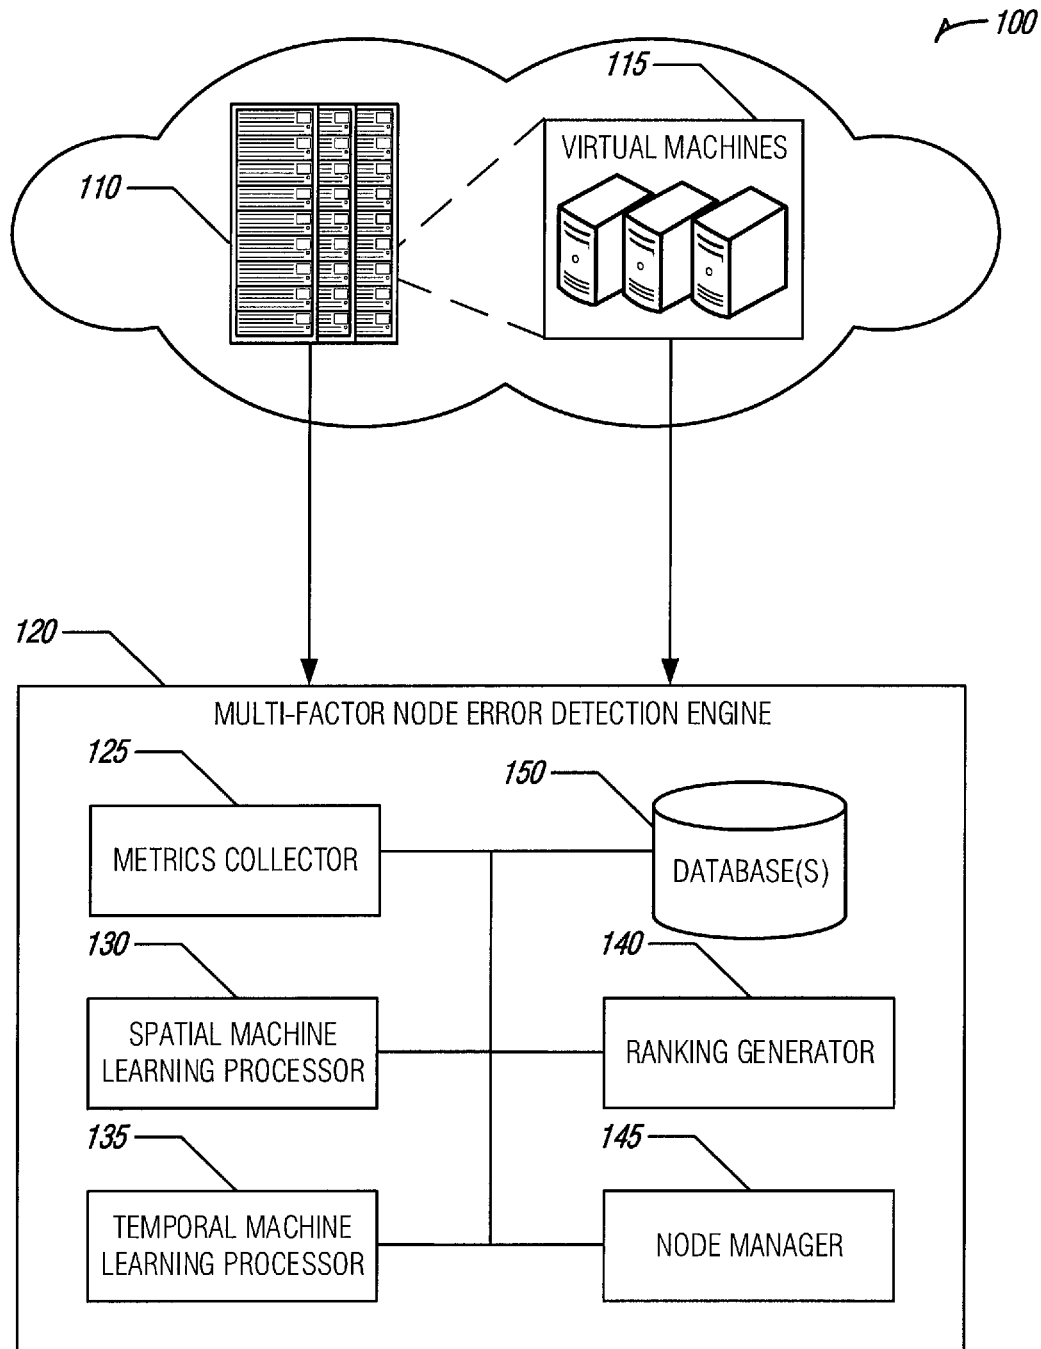 100
115
VIRTUAL MACHINES
110
120
MULTI-FACTOR NODE ERROR DETECTION ENGINE
125
METRICS COLLECTOR
150
DATABASE(S)
130
SPATIAL MACHINE
LEARNING PROCESSOR
140
RANKING GENERATOR
135
TEMPORAL MACHINE
LEARNING PROCESSOR
145
NODE MANAGER